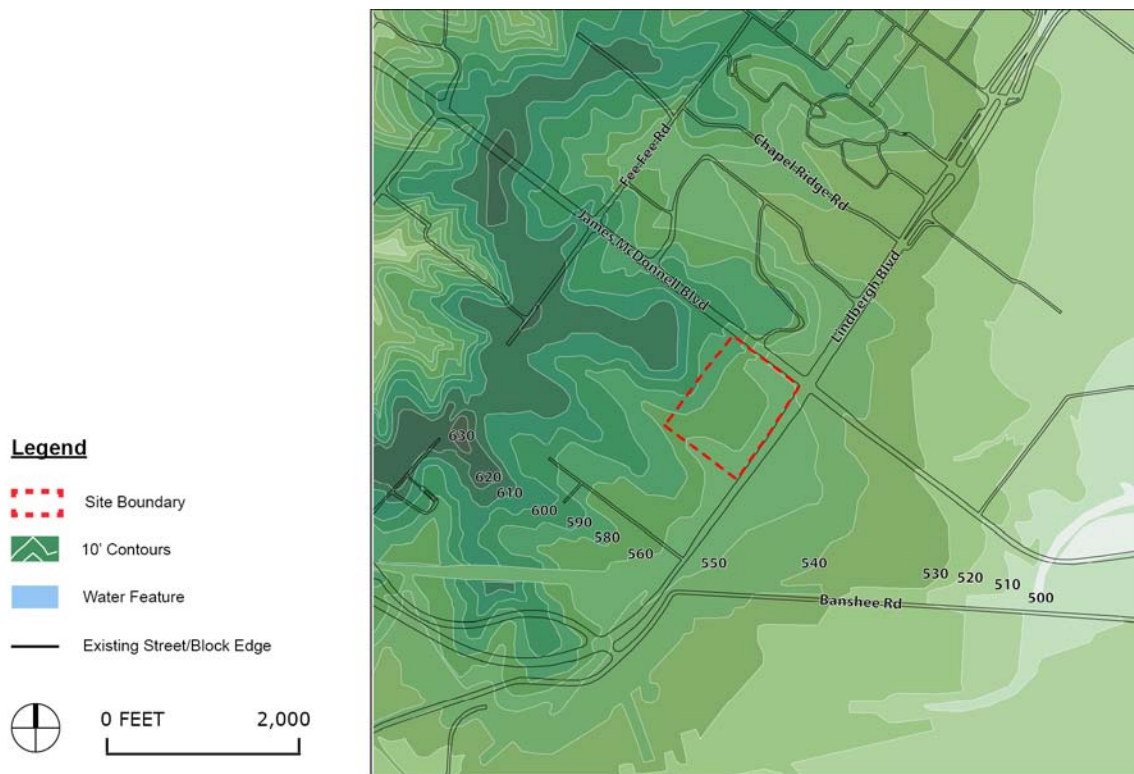 Fee Fee Rd
Chapel Ridge Rd
James McDonnell Blvd
Lindbergh Blvd
630
620
610
600
590
580
560
550
540
530
520
510
500
Banshee Rd
Legend
Site Boundary
10' Contours
Water Feature
Existing Street/Block Edge
0 FEET 2,000